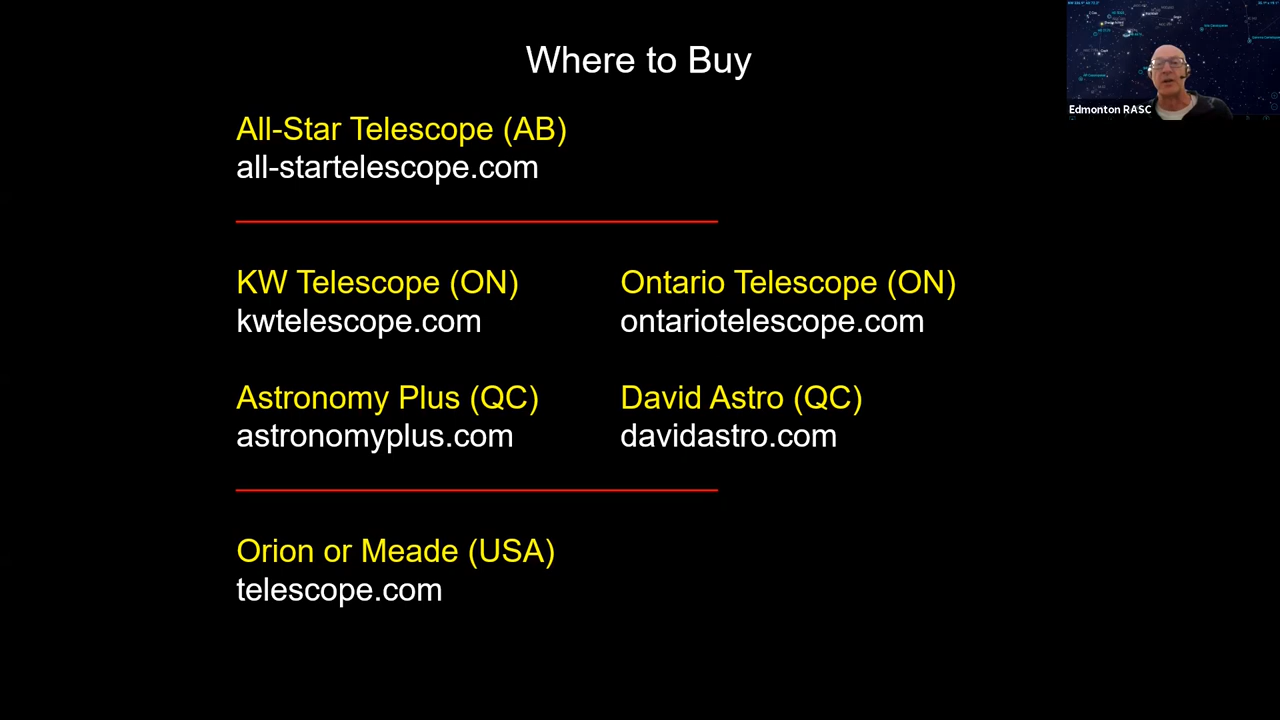 Where to Buy
Edmonton RASC
All-Star Telescope (AB)
all-startelescope.com
KW Telescope (ON)
kwtelescope.com
Ontario Telescope (ON)
ontariotelescope.com
Astronomy Plus (QC)
astronomyplus.com
David Astro (QC)
davidastro.com
Orion or Meade (USA)
telescope.com